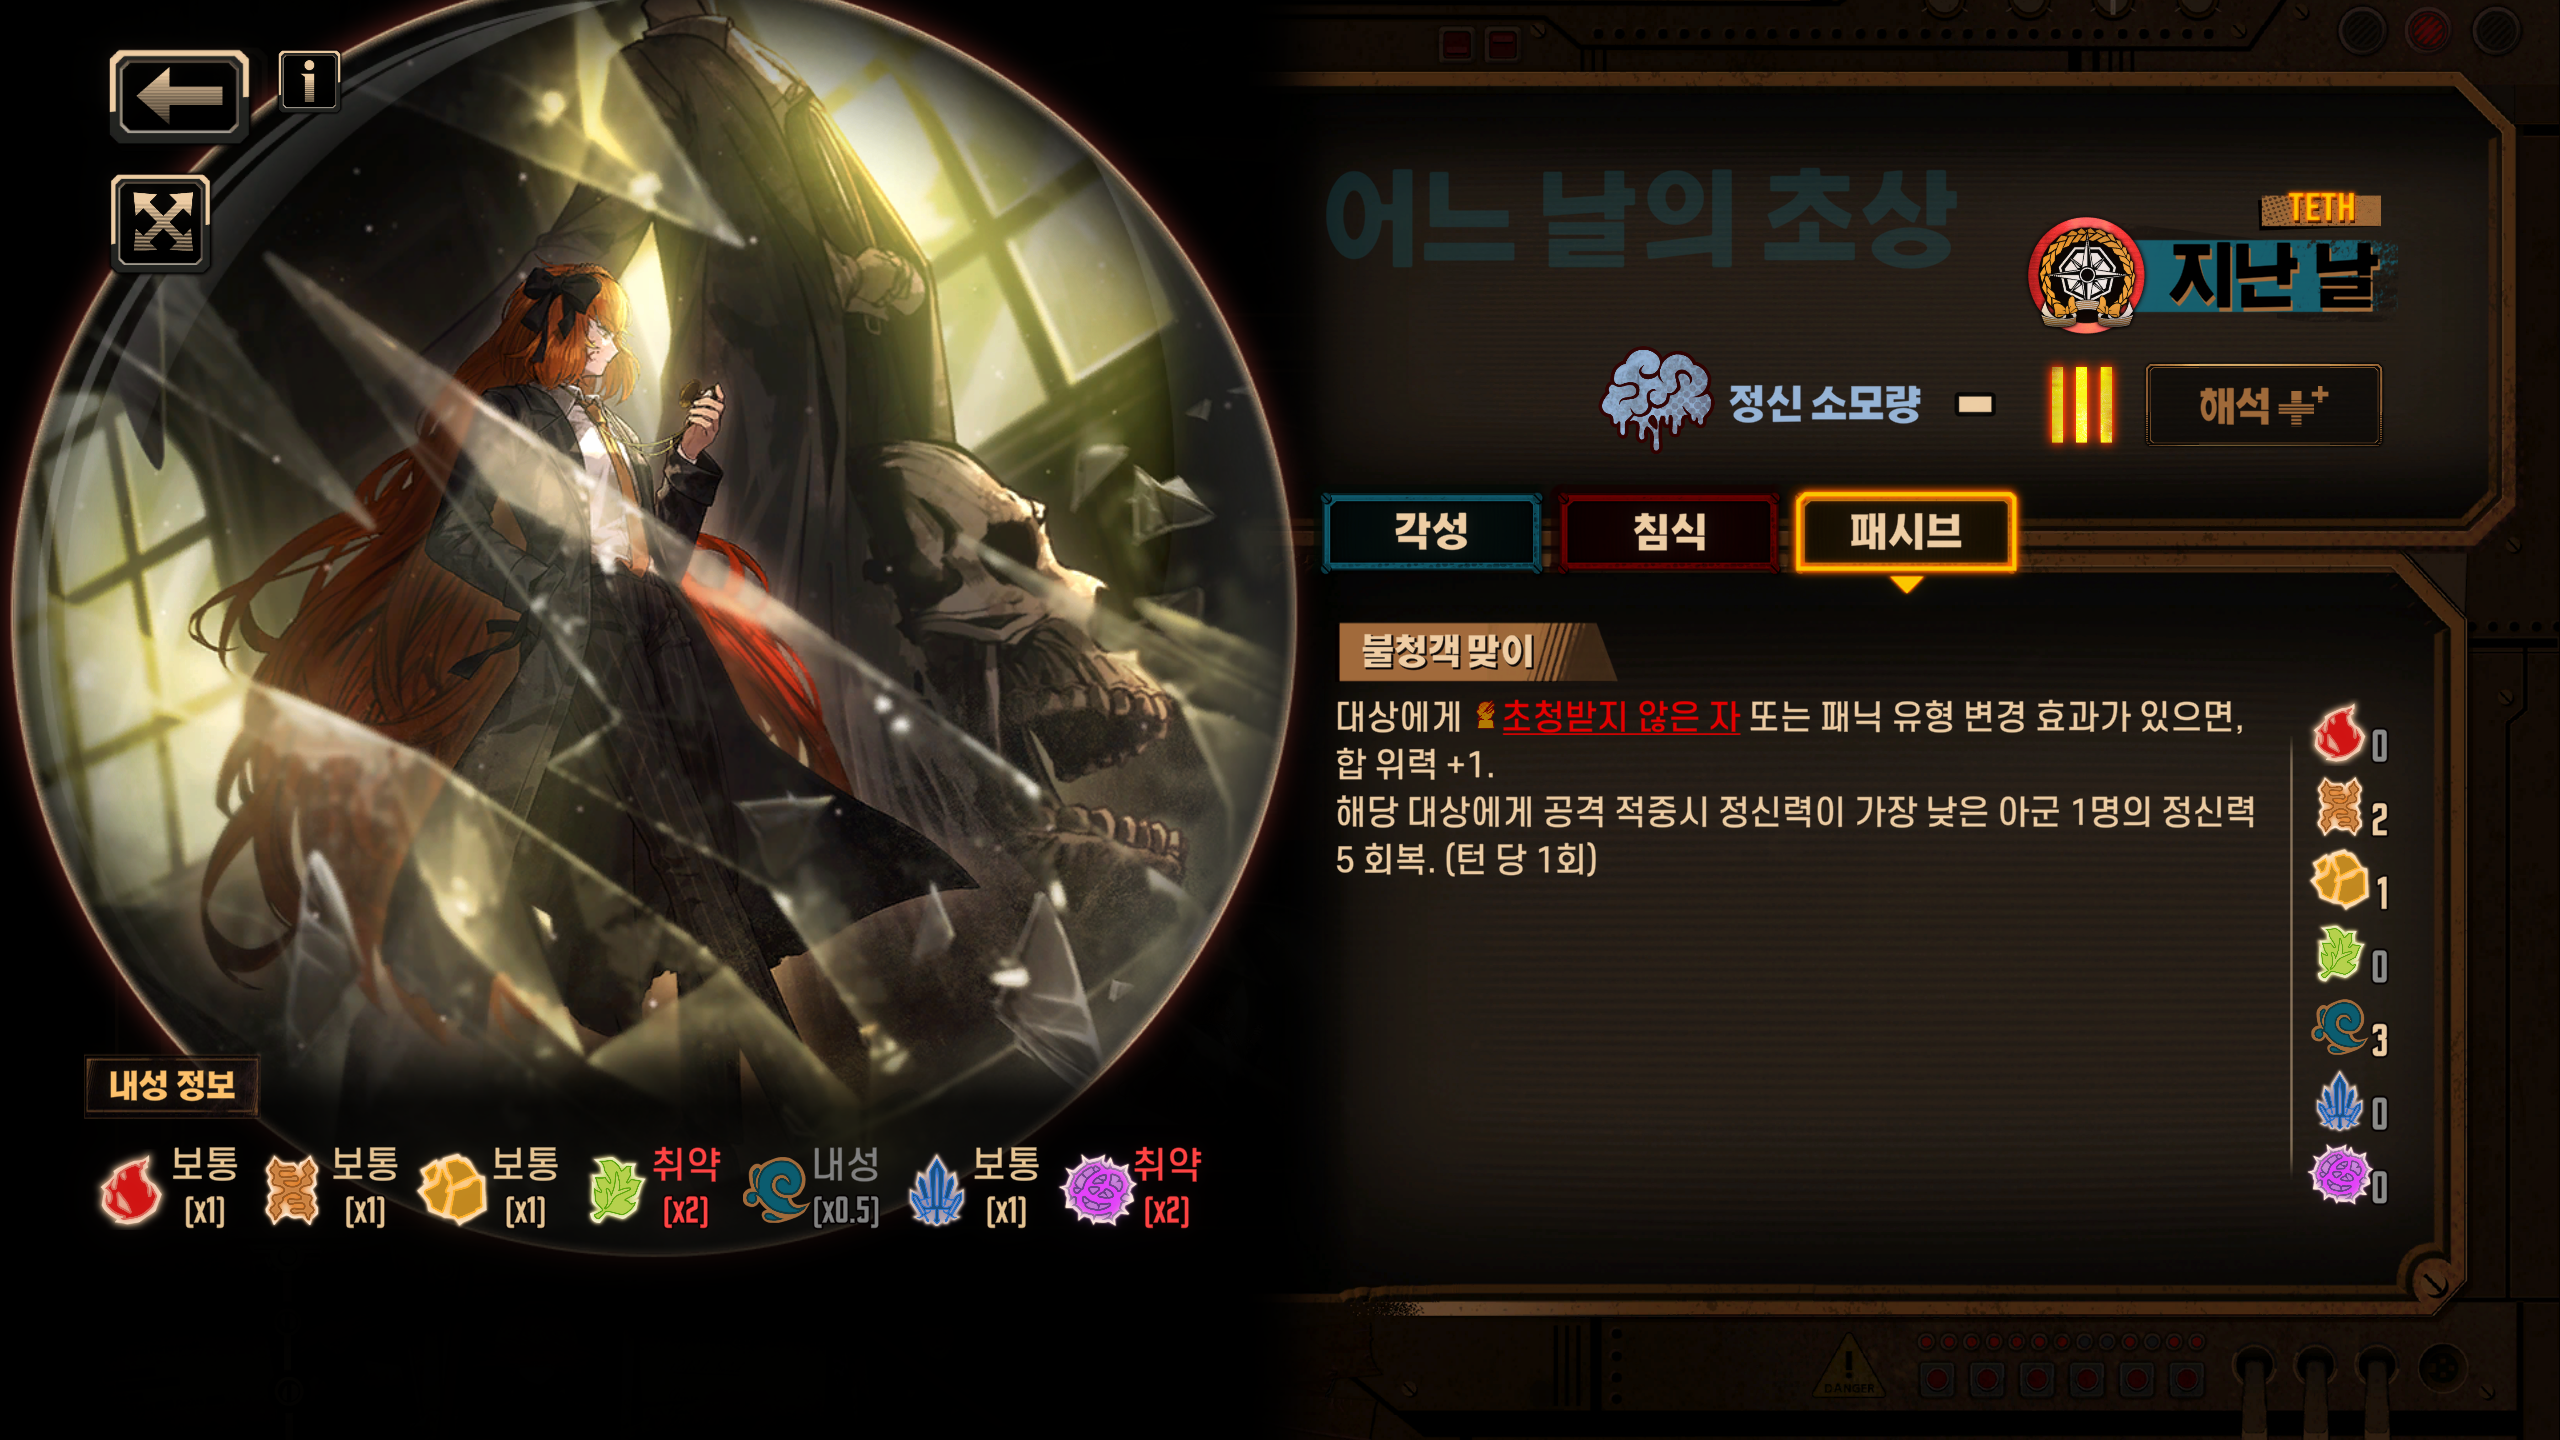 어느 날의 초상
TETH
지난 날
정신 소모량 -
III
해석
각성
침식
패시브
불청객 맞이
대상에게 초청받지 않은 자 또는 패닉 유형 변경 효과가 있으면,
합 위력 +1.
해당 대상에게 공격 적중시 정신력이 가장 낮은 아군 1명의 정신력
5 회복. (턴 당 1회)
0
2
1
0
3
0
0
내성 정보
보통 보통 보통 취약 내성 보통 취약
(x1) (x1) (x1) (x2) (x0.5) (x1) (x2)
DANGER